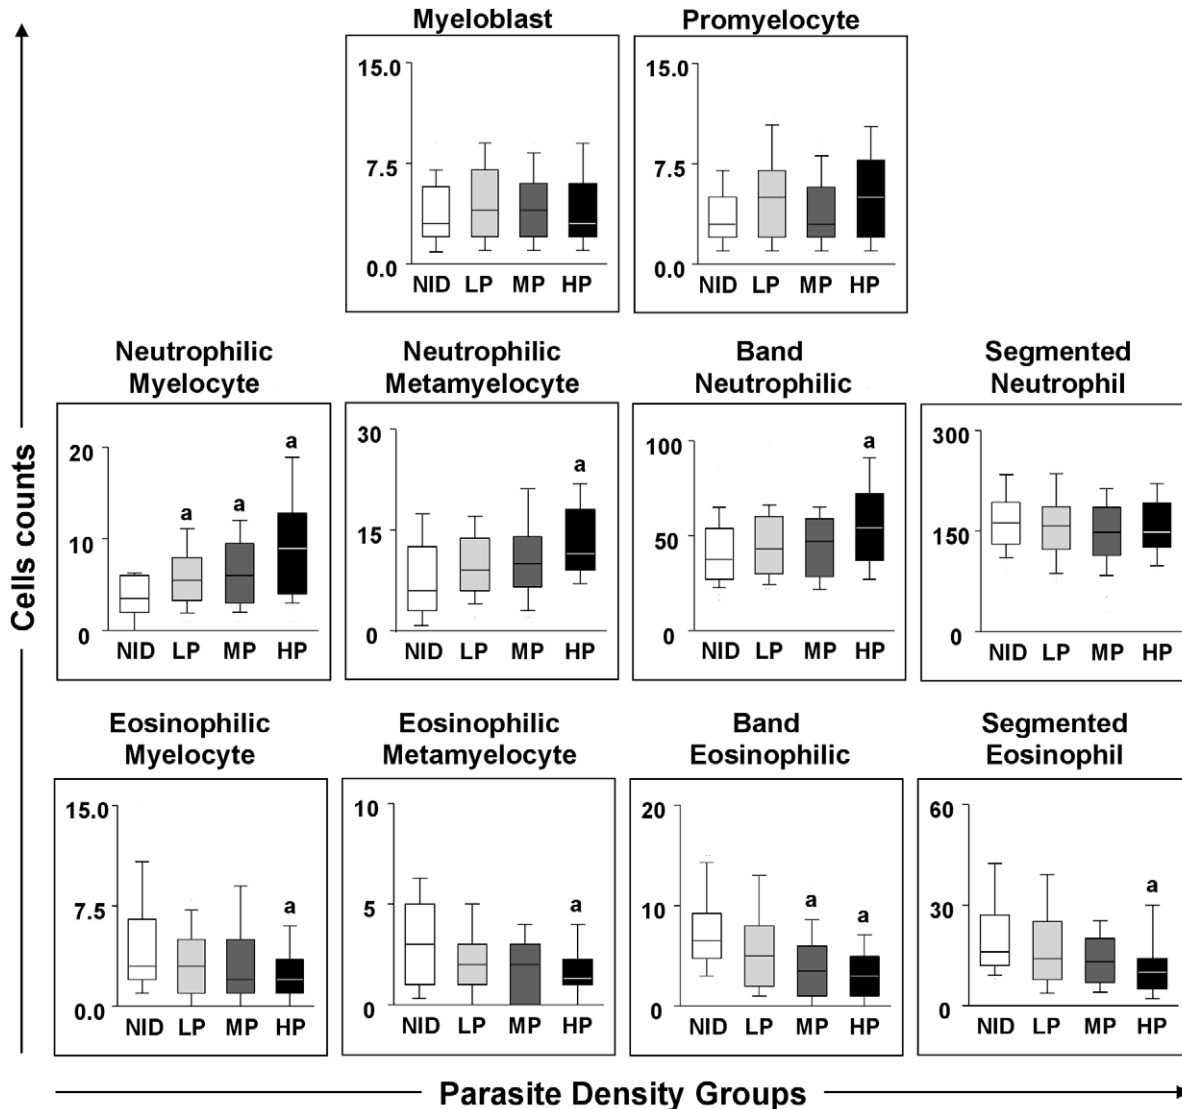 Myeloblast
15.0
7.5
0.0
NID LP MP HP
Promyelocyte
15.0
7.5
0.0
NID LP MP HP
Neutrophilic
Myelocyte
20
10
0
a
a
a
NID LP MP HP
Neutrophilic
Metamyelocyte
30
15
0
a
NID LP MP HP
Band
Neutrophilic
100
50
0
a
NID LP MP HP
Segmented
Neutrophil
300
150
0
NID LP MP HP
Eosinophilic
Myelocyte
15.0
7.5
0.0
a
NID LP MP HP
Eosinophilic
Metamyelocyte
10
5
0
a
NID LP MP HP
Band
Eosinophilic
20
10
0
a
a
NID LP MP HP
Segmented
Eosinophil
60
30
0
a
NID LP MP HP
Cells counts
Parasite Density Groups